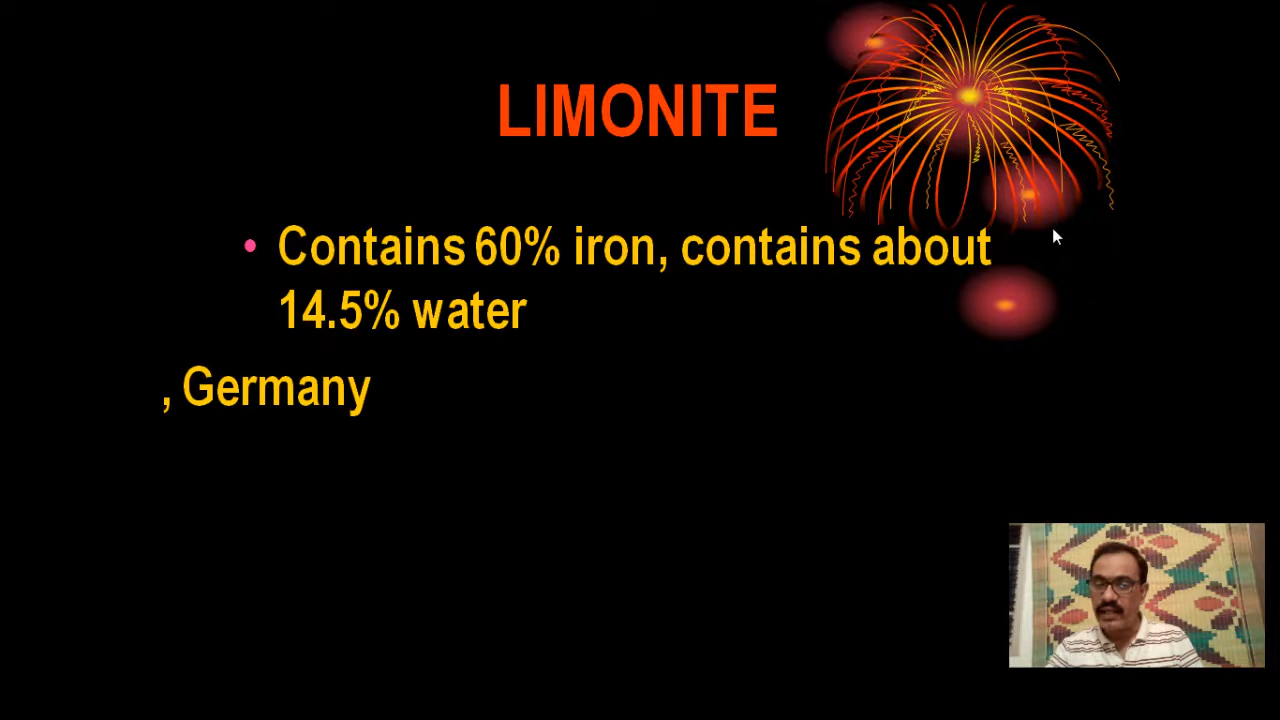 LIMONITE
• Contains 60% iron, contains about
14.5% water
, Germany